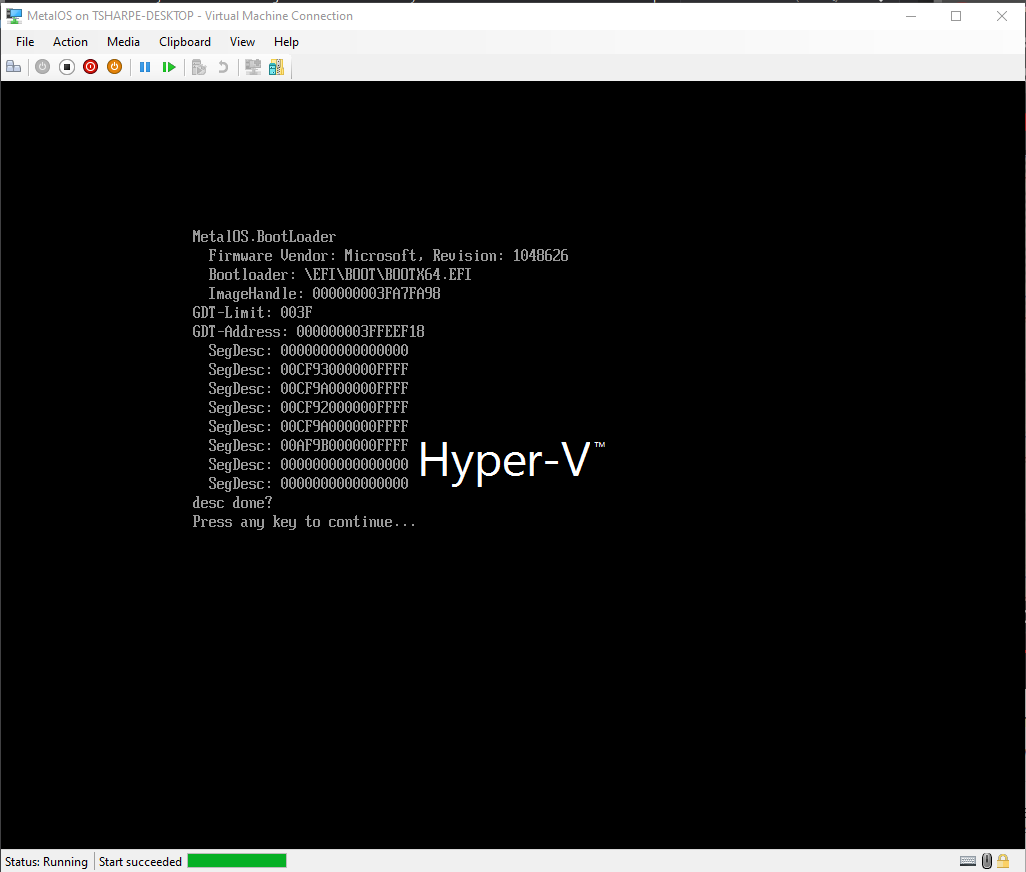 MetalOS on TSHARPE-DESKTOP - Virtual Machine Connection
File Action Media Clipboard View Help
MetalOS.BootLoader
Firmware Vendor: Microsoft, Revision: 1048626
Bootloader: \EFI\BOOT\BOOTX64.EFI
ImageHandle: 000000003FA7FA98
GDT-Limit: 003F
GDT-Address: 000000003FFEEF18
SegDesc: 0000000000000000
SegDesc: 00CF93000000FFFF
SegDesc: 00CF9A000000FFFF
SegDesc: 00CF92000000FFFF
SegDesc: 00CF9A000000FFFF
SegDesc: 00AF9B000000FFFF
SegDesc: 0000000000000000
Hyper-V™
SegDesc: 0000000000000000
desc done?
Press any key to continue...
Status: Running Start succeeded